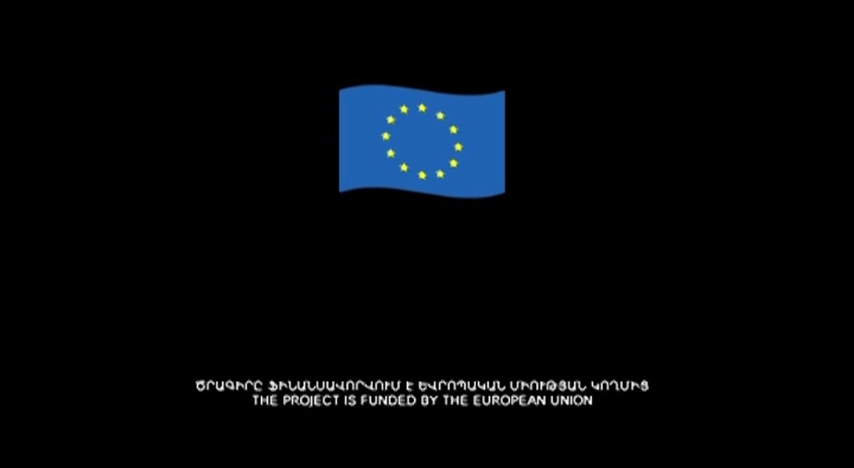 ԾՐԱԳԻՐԸ ՖԻՆԱՆՍԱՎՈՐՎՈՒՄ Է ԵՎՐՈՊԱԿԱՆ ՄԻՈՒԹՅԱՆ ԿՈՂՄԻՑ
THE PROJECT IS FUNDED BY THE EUROPEAN UNION